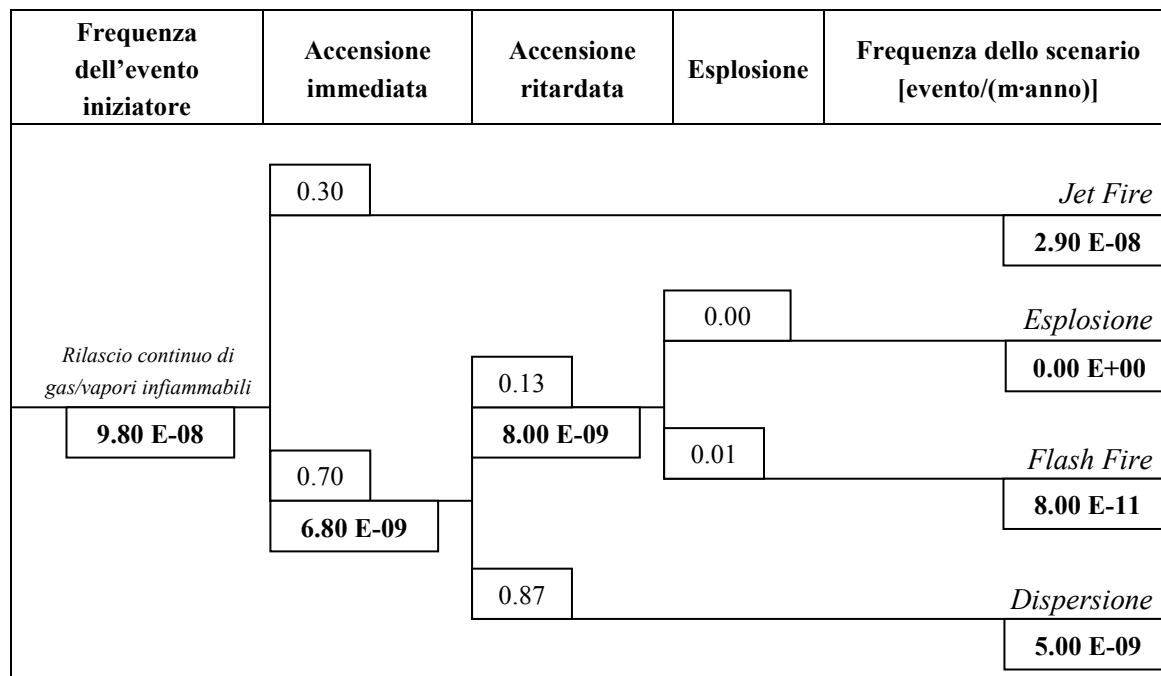 Frequenza
dell’evento
iniziatore
Accensione
immediata
Accensione
ritardata
Esplosione
Frequenza dello scenario
[evento/(m·anno)]
0.30
Jet Fire
2.90 E-08
0.00
Esplosione
0.00 E+00
Rilascio continuo di
gas/vapori infiammabili
9.80 E-08
0.13
8.00 E-09
0.70
6.80 E-09
0.01
Flash Fire
8.00 E-11
0.87
Dispersione
5.00 E-09